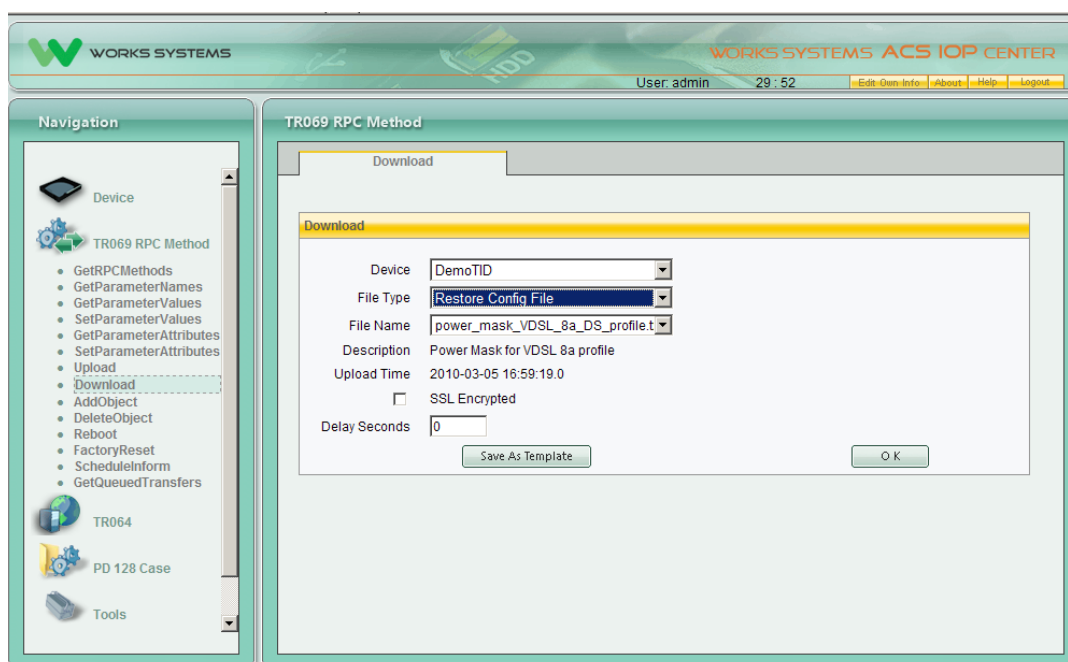 WORKS SYSTEMS
HDD
WORKS SYSTEMS ACS IOP CENTER
User: admin 29 : 52 Edit Own Info About Help Logout
Navigation
Device
TR069 RPC Method
GetRPCMethods
GetParameterNames
GetParameterValues
SetParameterValues
GetParameterAttributes
SetParameterAttributes
Upload
Download
AddObject
DeleteObject
Reboot
FactoryReset
ScheduleInform
GetQueuedTransfers
TR064
PD 128 Case
Tools
TR069 RPC Method
Download
Download
Device DemoTID
File Type Restore Config File
File Name power_mask_VDSL_8a_DS_profile.t
Description Power Mask for VDSL 8a profile
Upload Time 2010-03-05 16:59:19.0
SSL Encrypted
Delay Seconds 0
Save As Template O K